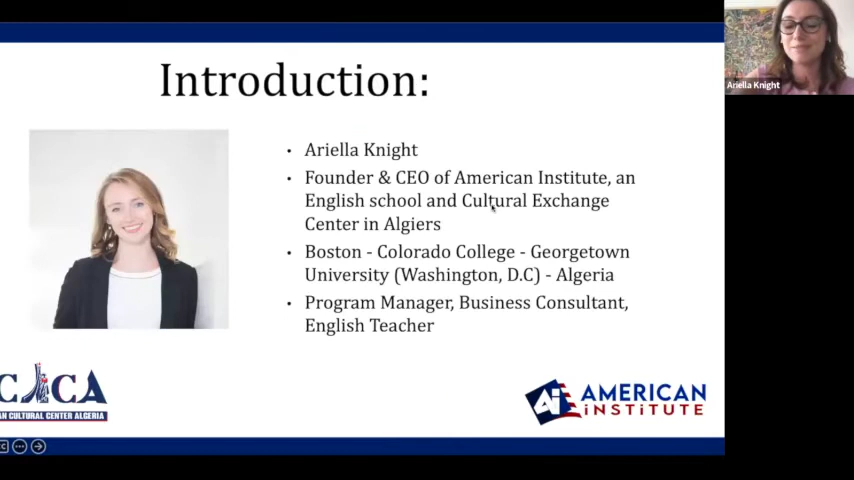 Introduction:
Ariella Knight
• Ariella Knight
• Founder & CEO of American Institute, an
English school and Cultural Exchange
Center in Algiers
• Boston - Colorado College - Georgetown
University (Washington, D.C) - Algeria
• Program Manager, Business Consultant,
English Teacher
CACA
AN CULTURAL CENTER ALGERIA
Ai
AMERICAN
INSTITUTE